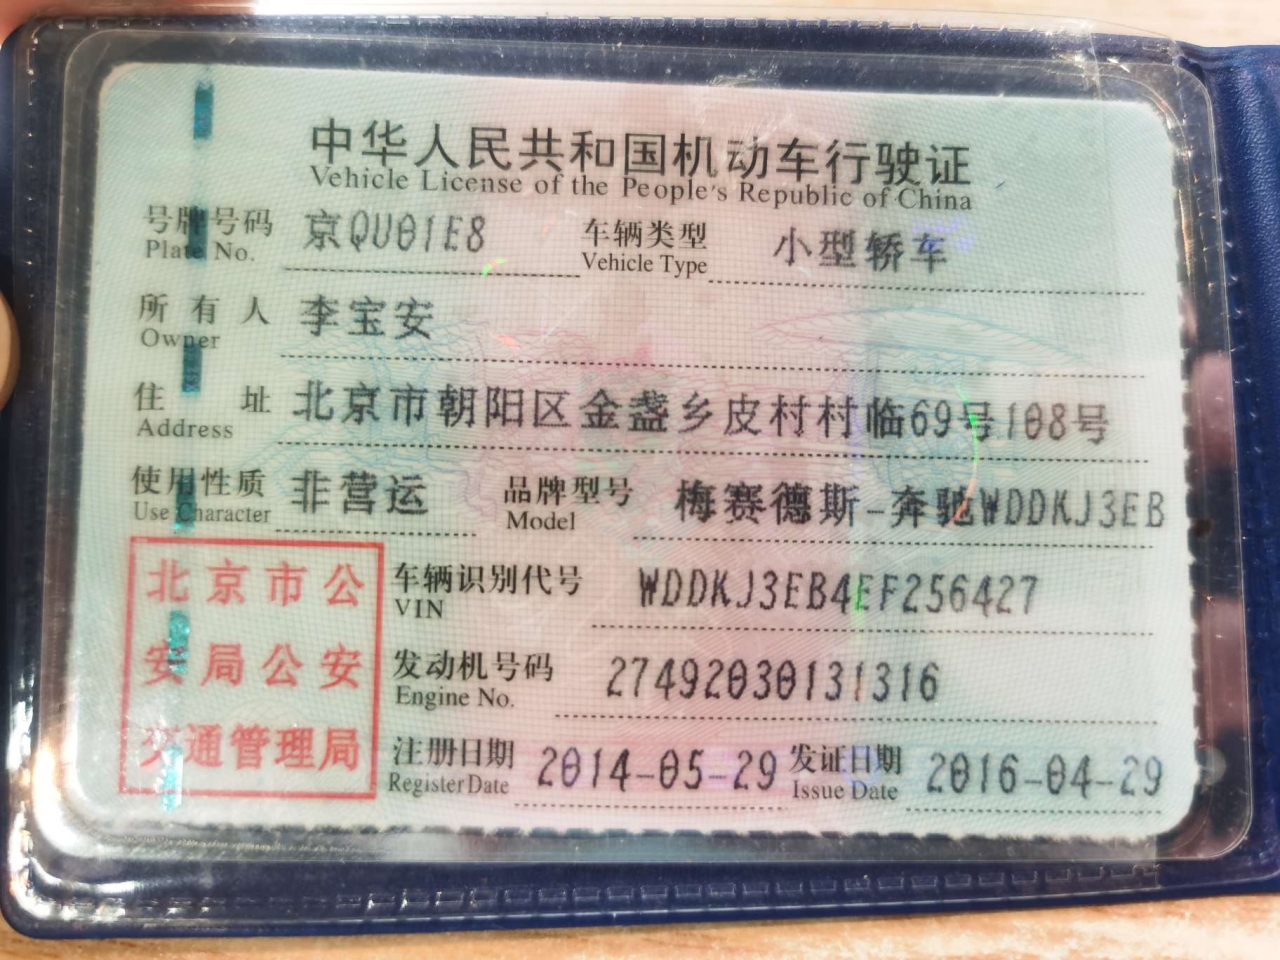 中华人民共和国机动车行驶证
Vehicle License of the People's Republic of China
号牌号码 京QU01E8 车辆类型 小型轿车
Plate No. Vehicle Type
所有人 李宝安
Owner
住址 北京市朝阳区金盏乡皮村村临69号108号
Address
使用性质 非营运 品牌型号 梅赛德斯-奔驰WDDKJ3EB
Use Character Model
北京市公
安局公安
交通管理局
车辆识别代号 WDDKJ3EB4EF256427
VIN
发动机号码 27492030131316
Engine No.
注册日期 2014-05-29 发证日期 2016-04-29
Register Date Issue Date